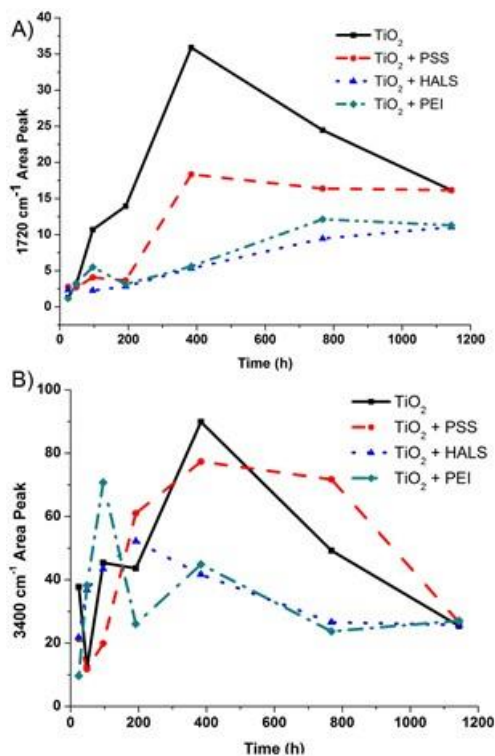 A)
TiO2
TiO2 + PSS
TiO2 + HALS
TiO2 + PEI
1720 cm-1 Area Peak
40
35
30
25
20
15
10
5
0
0 200 400 600 800 1000 1200
Time (h)
B)
TiO2
TiO2 + PSS
TiO2 + HALS
TiO2 + PEI
3400 cm-1 Area Peak
100
80
60
40
20
0
0 200 400 600 800 1000 1200
Time (h)